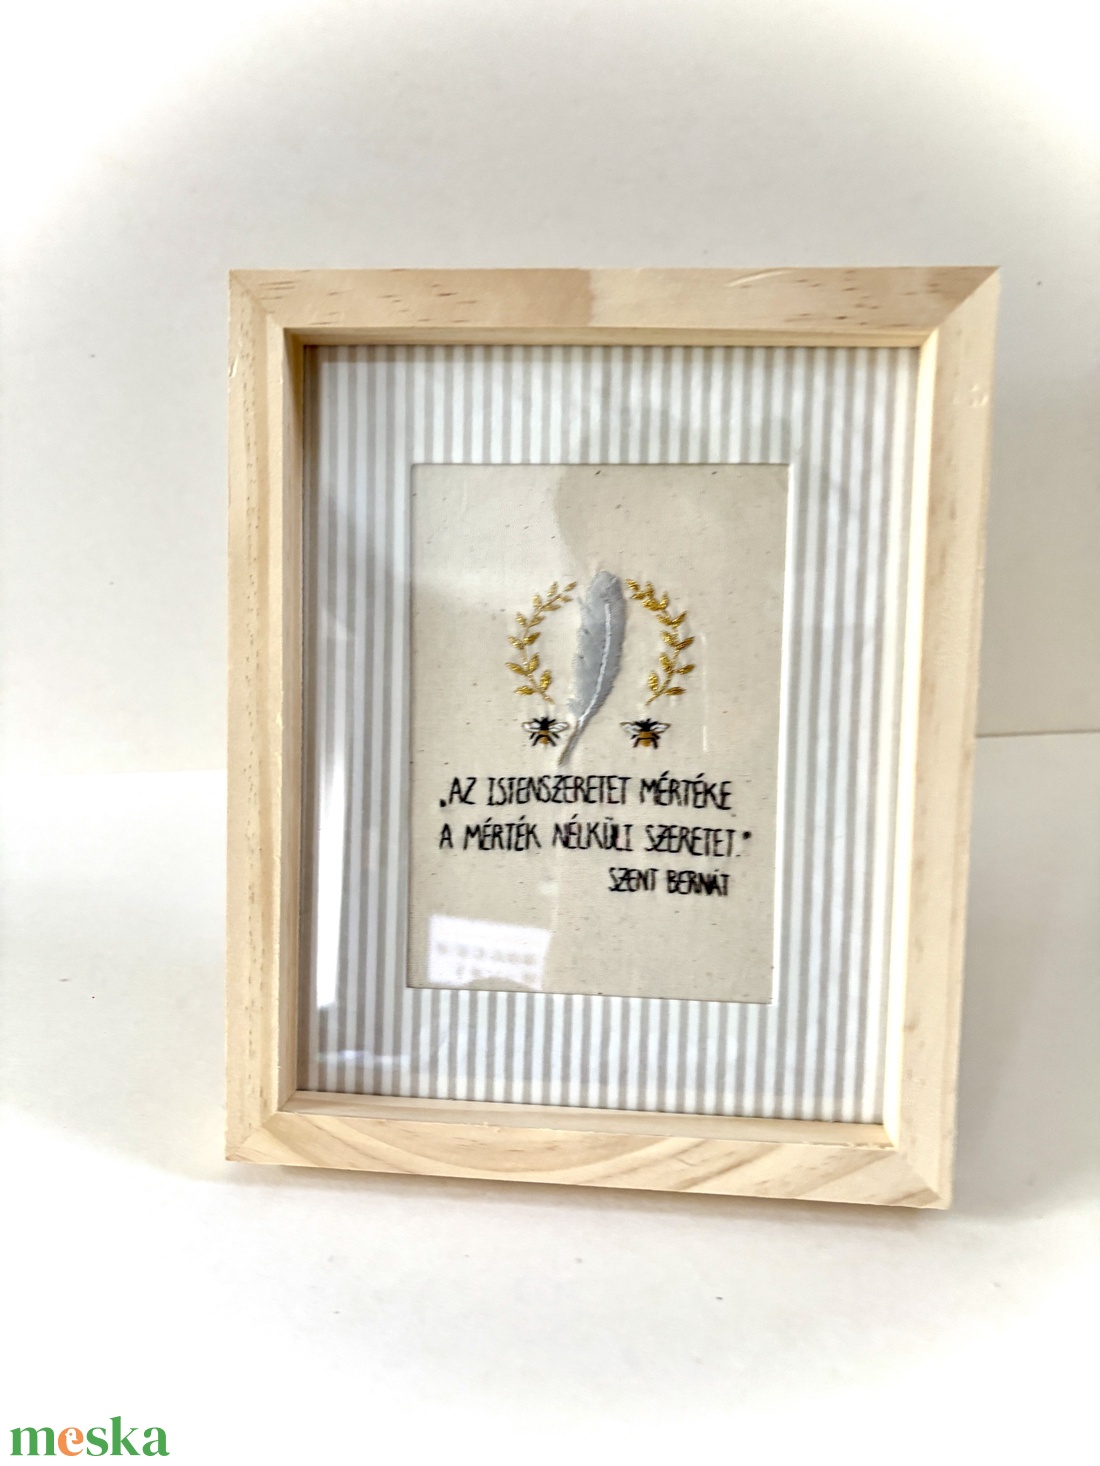 „AZ ISTENSZERETET MÉRTÉKE
A MÉRTÉK NÉLKÜLI SZERETET.”
SZENT BERNÁT
meska